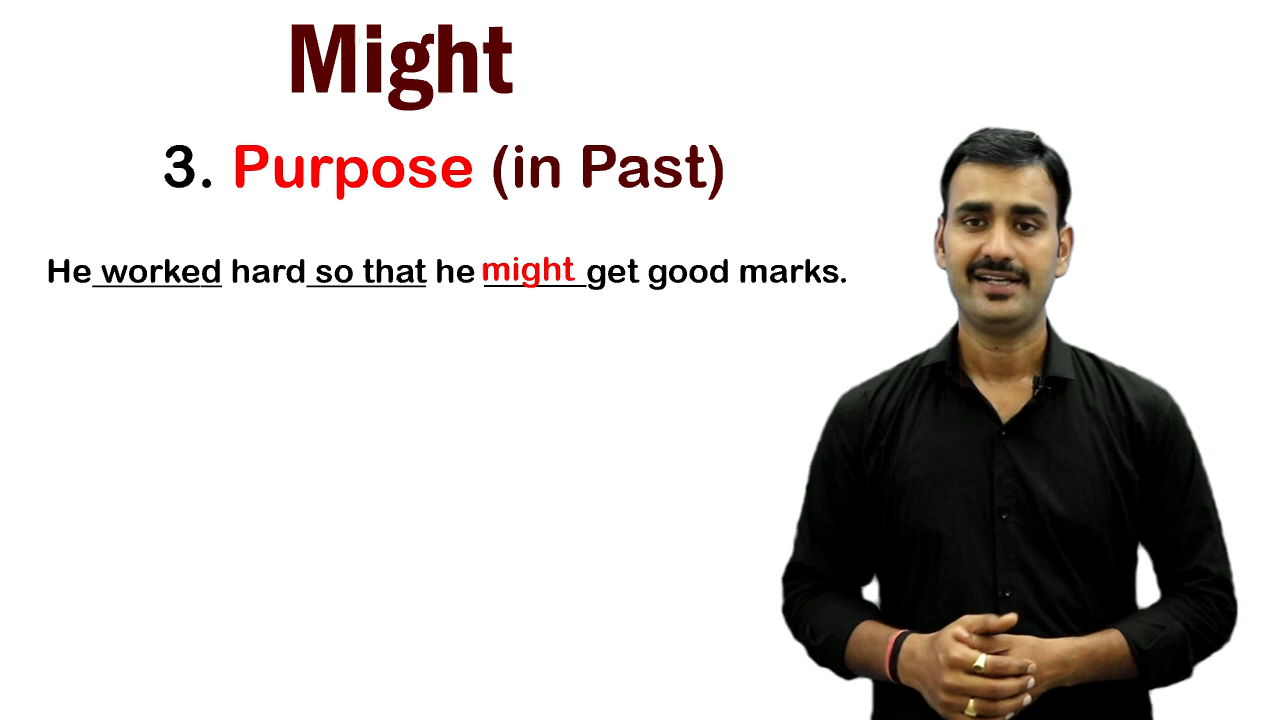 Might
3. Purpose (in Past)
He worked hard so that he might get good marks.